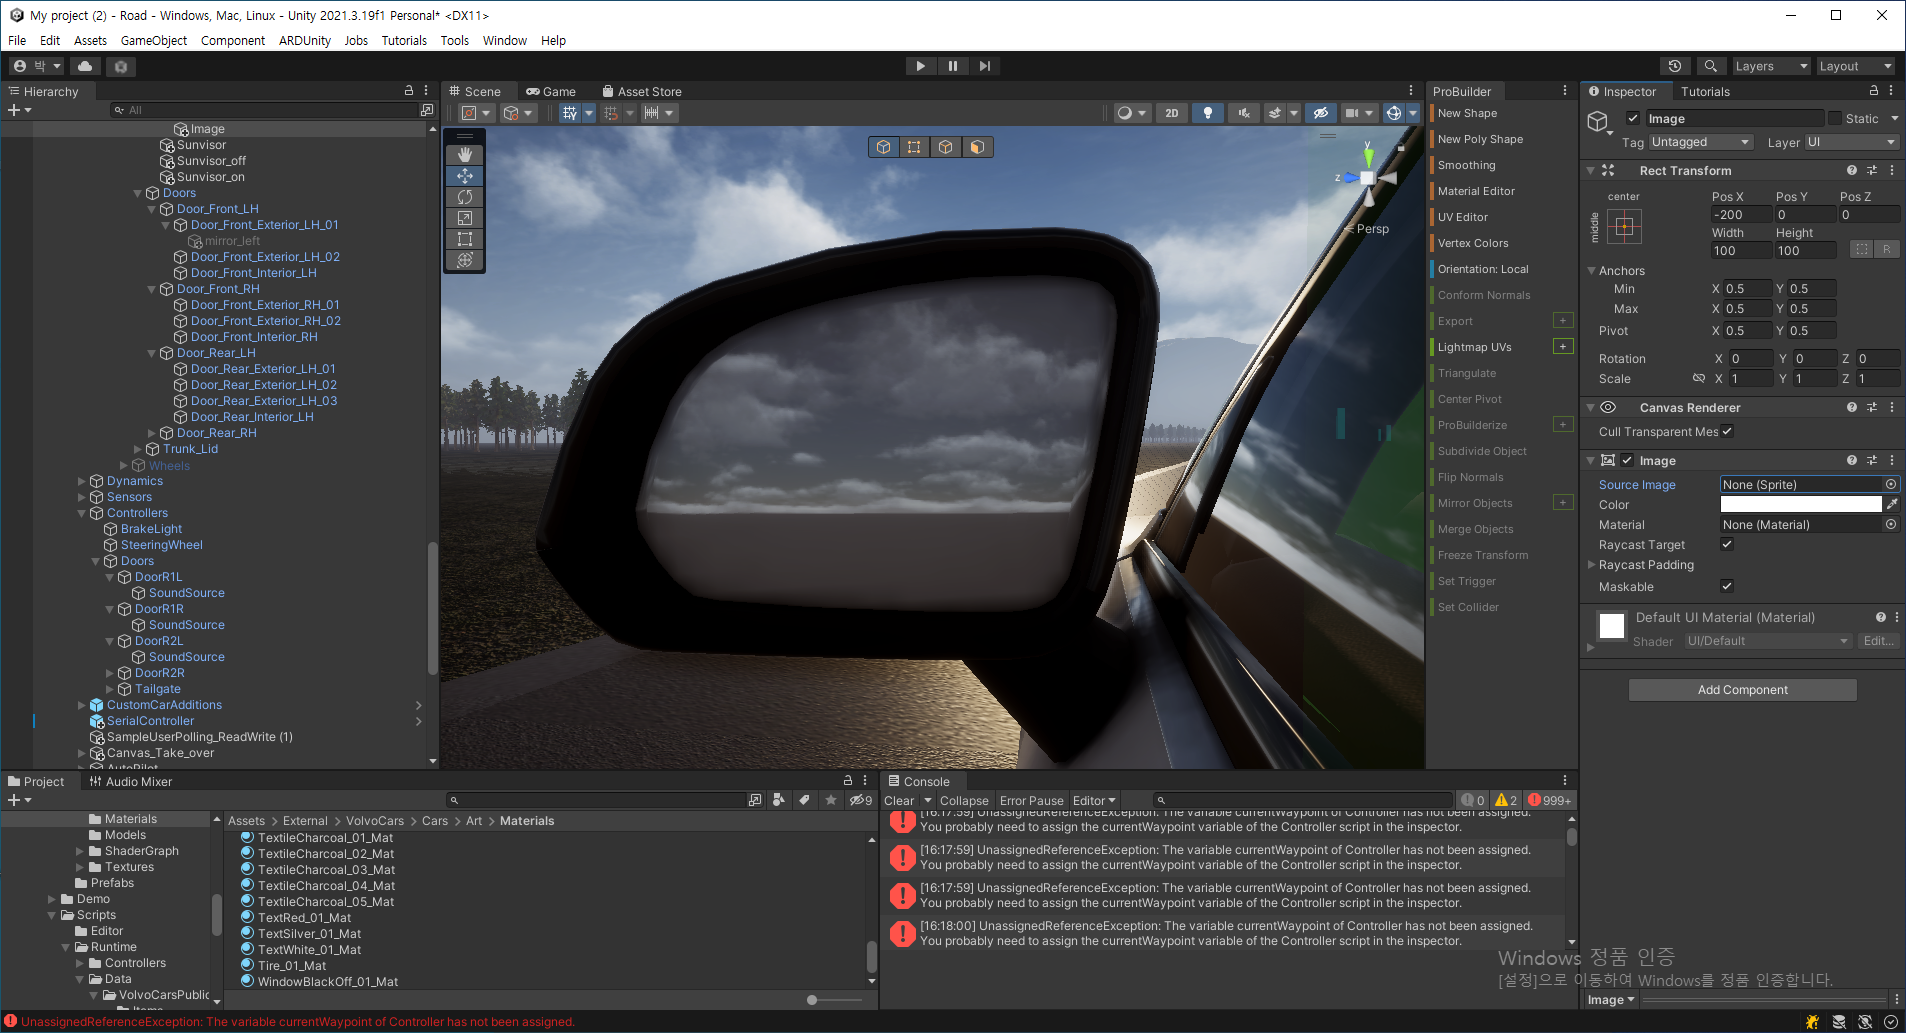 My project (2) - Road - Windows, Mac, Linux - Unity 2021.3.19f1 Personal* <DX11>
File Edit Assets GameObject Component ARDUnity Jobs Tutorials Tools Window Help
박 Layers Layout
Hierarchy
All
Image
Sunvisor
Sunvisor_off
Sunvisor_on
Doors
Door_Front_LH
Door_Front_Exterior_LH_01
mirror_left
Door_Front_Exterior_LH_02
Door_Front_Interior_LH
Door_Front_RH
Door_Front_Exterior_RH_01
Door_Front_Exterior_RH_02
Door_Front_Interior_RH
Door_Rear_LH
Door_Rear_Exterior_LH_01
Door_Rear_Exterior_LH_02
Door_Rear_Exterior_LH_03
Door_Rear_Interior_LH
Door_Rear_RH
Trunk_Lid
Wheels
Dynamics
Sensors
Controllers
BrakeLight
SteeringWheel
Doors
DoorR1L
SoundSource
DoorR1R
SoundSource
DoorR2L
SoundSource
DoorR2R
Tailgate
CustomCarAdditions
SerialController
SampleUserPolling_ReadWrite (1)
Canvas_Take_over
AutoPilot
Scene Game Asset Store
2D
y
z
Persp
ProBuilder
New Shape
New Poly Shape
Smoothing
Material Editor
UV Editor
Vertex Colors
Orientation: Local
Conform Normals
Export +
Lightmap UVs +
Triangulate
Center Pivot
ProBuilderize +
Subdivide Object
Flip Normals
Mirror Objects +
Merge Objects
Freeze Transform
Set Trigger
Set Collider
Inspector Tutorials
Image Static
Tag Untagged Layer UI
Rect Transform
center Pos X Pos Y Pos Z
middle -200 0 0
Width Height
100 100 R
Anchors
Min X 0.5 Y 0.5
Max X 0.5 Y 0.5
Pivot X 0.5 Y 0.5
Rotation X 0 Y 0 Z 0
Scale X 1 Y 1 Z 1
Canvas Renderer
Cull Transparent Mes
Image
Source Image None (Sprite)
Color
Material None (Material)
Raycast Target
Raycast Padding
Maskable
Default UI Material (Material)
Shader UI/Default Edit...
Add Component
Project Audio Mixer
9
Materials
Models
ShaderGraph
Textures
Prefabs
Demo
Scripts
Editor
Runtime
Controllers
Data
VolvoCarsPublic
Items
Assets > External > VolvoCars > Cars > Art > Materials
TextileCharcoal_01_Mat
TextileCharcoal_02_Mat
TextileCharcoal_03_Mat
TextileCharcoal_04_Mat
TextileCharcoal_05_Mat
TextRed_01_Mat
TextSilver_01_Mat
TextWhite_01_Mat
Tire_01_Mat
WindowBlackOff_01_Mat
Console
Clear Collapse Error Pause Editor 0 2 999+
[16:17:59] UnassignedReferenceException: The variable currentWaypoint of Controller has not been assigned.
You probably need to assign the currentWaypoint variable of the Controller script in the inspector.
[16:17:59] UnassignedReferenceException: The variable currentWaypoint of Controller has not been assigned.
You probably need to assign the currentWaypoint variable of the Controller script in the inspector.
[16:17:59] UnassignedReferenceException: The variable currentWaypoint of Controller has not been assigned.
You probably need to assign the currentWaypoint variable of the Controller script in the inspector.
[16:18:00] UnassignedReferenceException: The variable currentWaypoint of Controller has not been assigned.
You probably need to assign the currentWaypoint variable of the Controller script in the inspector.
Windows 정품 인증
[설정]으로 이동하여 Windows를 정품 인증합니다.
Image
UnassignedReferenceException: The variable currentWaypoint of Controller has not been assigned.